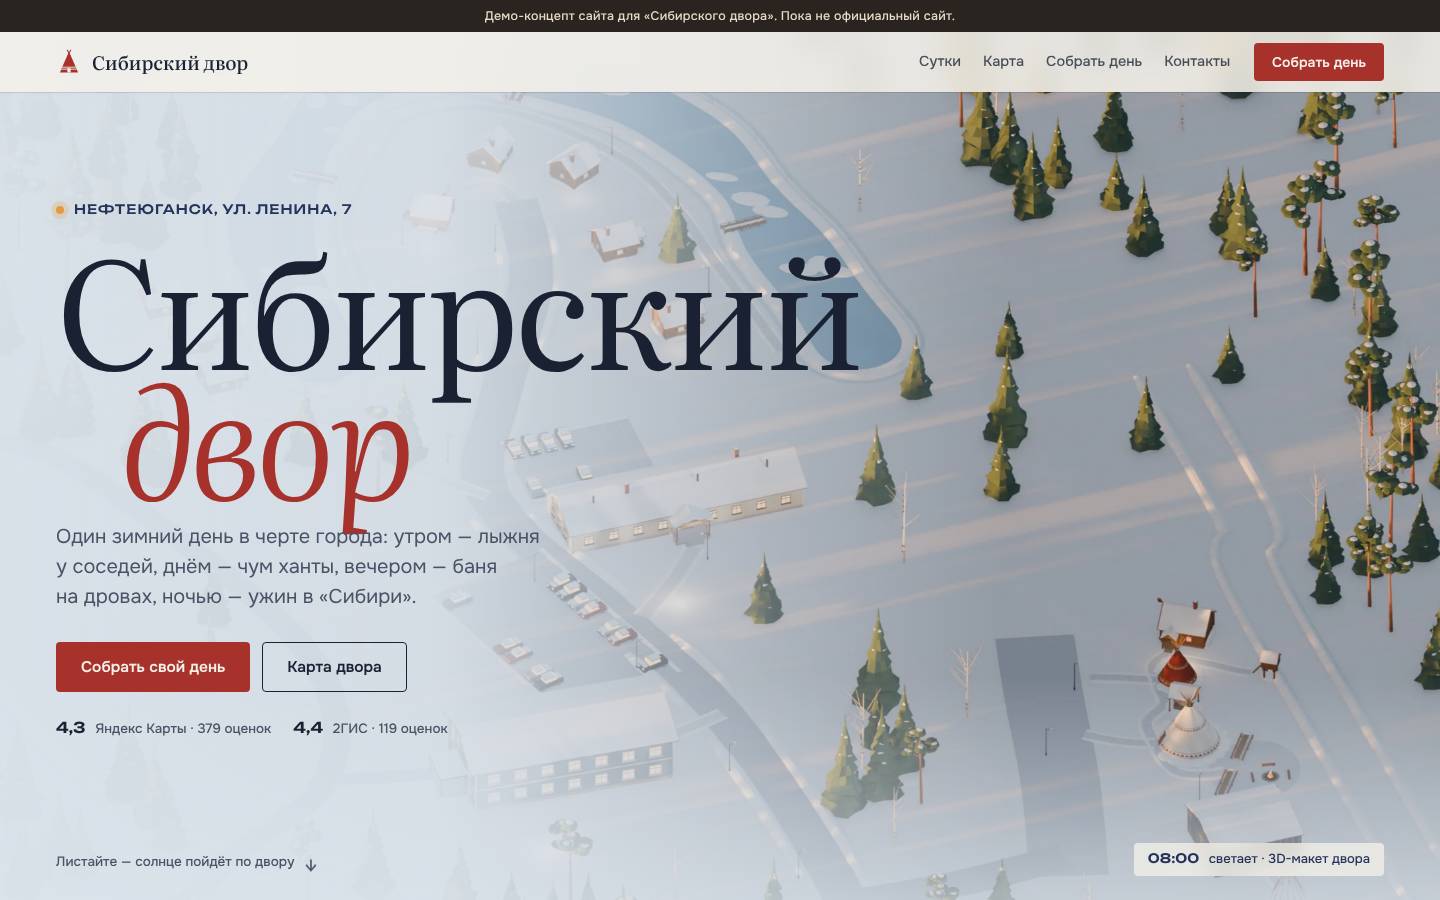 Демо-концепт сайта для «Сибирского двора». Пока не официальный сайт.
Сибирский двор
Сутки Карта Собрать день Контакты Собрать день
НЕФТЕЮГАНСК, УЛ. ЛЕНИНА, 7
Сибирский
двор
Один зимний день в черте города: утром — лыжня
у соседей, днём — чум ханты, вечером — баня
на дровах, ночью — ужин в «Сибири».
Собрать свой день Карта двора
4,3 Яндекс Карты · 379 оценок 4,4 2ГИС · 119 оценок
Листайте — солнце пойдёт по двору
08:00 светает · 3D-макет двора